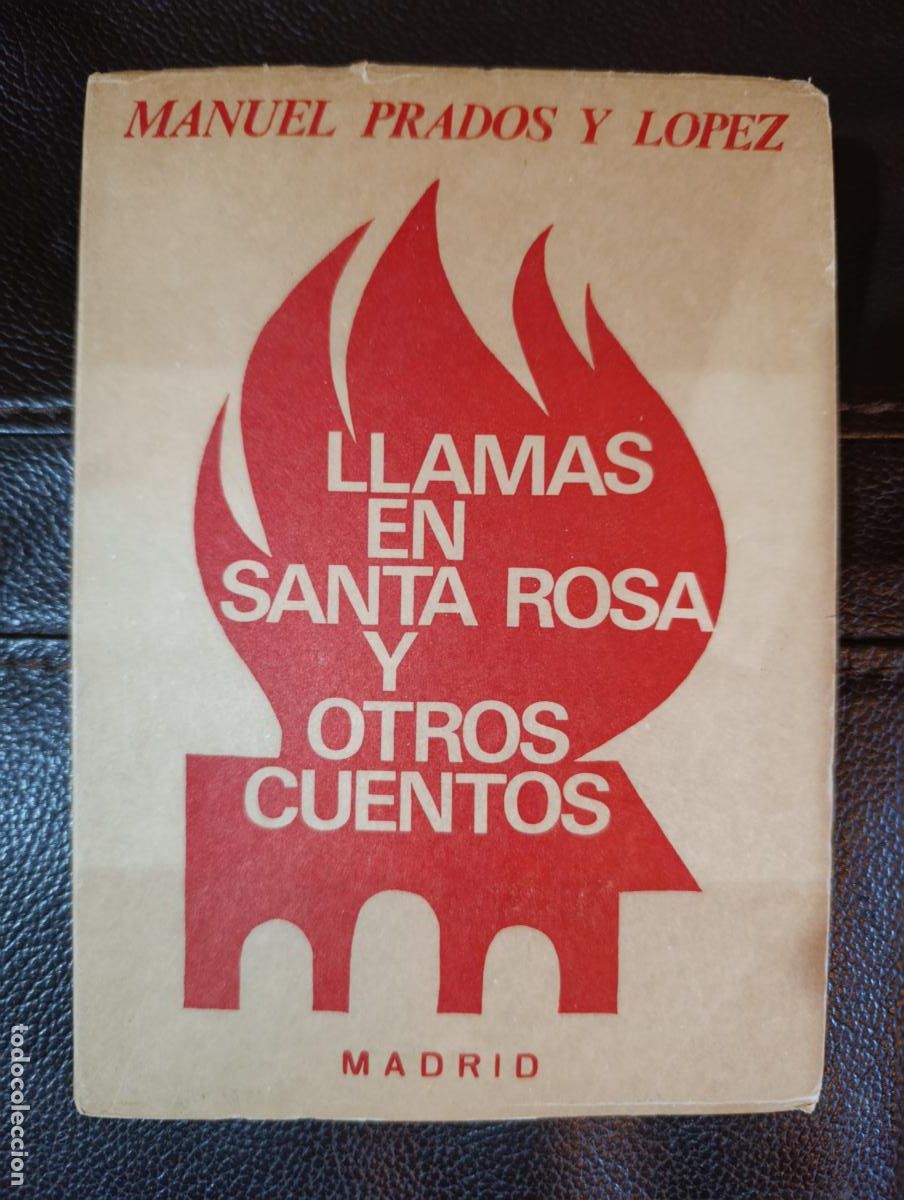 MANUEL PRADOS Y LOPEZ
LLAMAS
EN
SANTA ROSA
Y
OTROS
CUENTOS
MADRID
todocoleccion